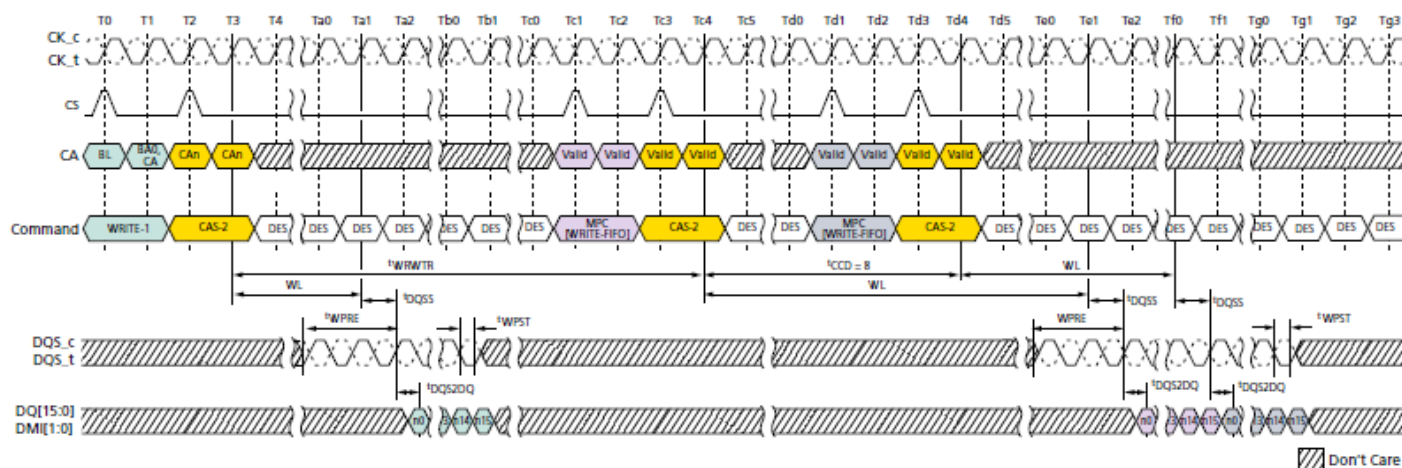 T0 T1 T2 T3 T4 Ta0 Ta1 Ta2 Tb0 Tb1 Tc0 Tc1 Tc2 Tc3 Tc4 Tc5 Td0 Td1 Td2 Td3 Td4 Td5 Te0 Te1 Te2 Tf0 Tf1 Tg0 Tg1 Tg2 Tg3
CK_c
CK_t
CS
CA BL BA0, CA CAn CAn Valid Valid Valid Valid Valid Valid Valid Valid
Command WRITE-1 CAS-2 DES DES DES DES DES DES DES MPC [WRITE-FIFO] CAS-2 DES DES MPC [WRITE-FIFO] CAS-2 DES DES DES DES DES DES DES DES DES DES
tWRWTR tCCD = 8 WL
WL WL
tDQSS tDQSS tDQSS
tWPRE tWPST WPRE tWPST
DQS_c
DQS_t
tDQS2DQ tDQS2DQ tDQS2DQ
DQ[15:0]
DMI[1:0] n0 n14 n15 n0 n14 n15 n0 n14 n15
Don't Care